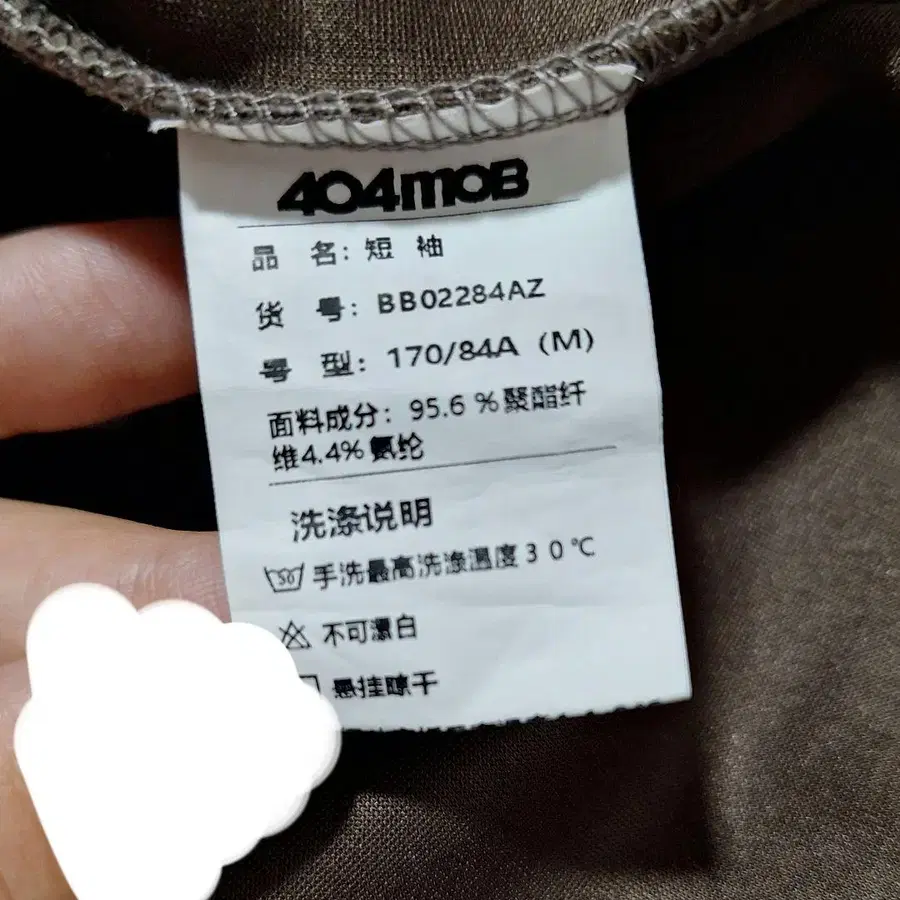 404mob
品 名：短 袖
货 号：BB02284AZ
号 型：170/84A（M）
面料成分：95.6%聚酯纤
维4.4%氨纶
洗涤说明
手洗最高洗涤温度30℃
不可漂白
悬挂晾干